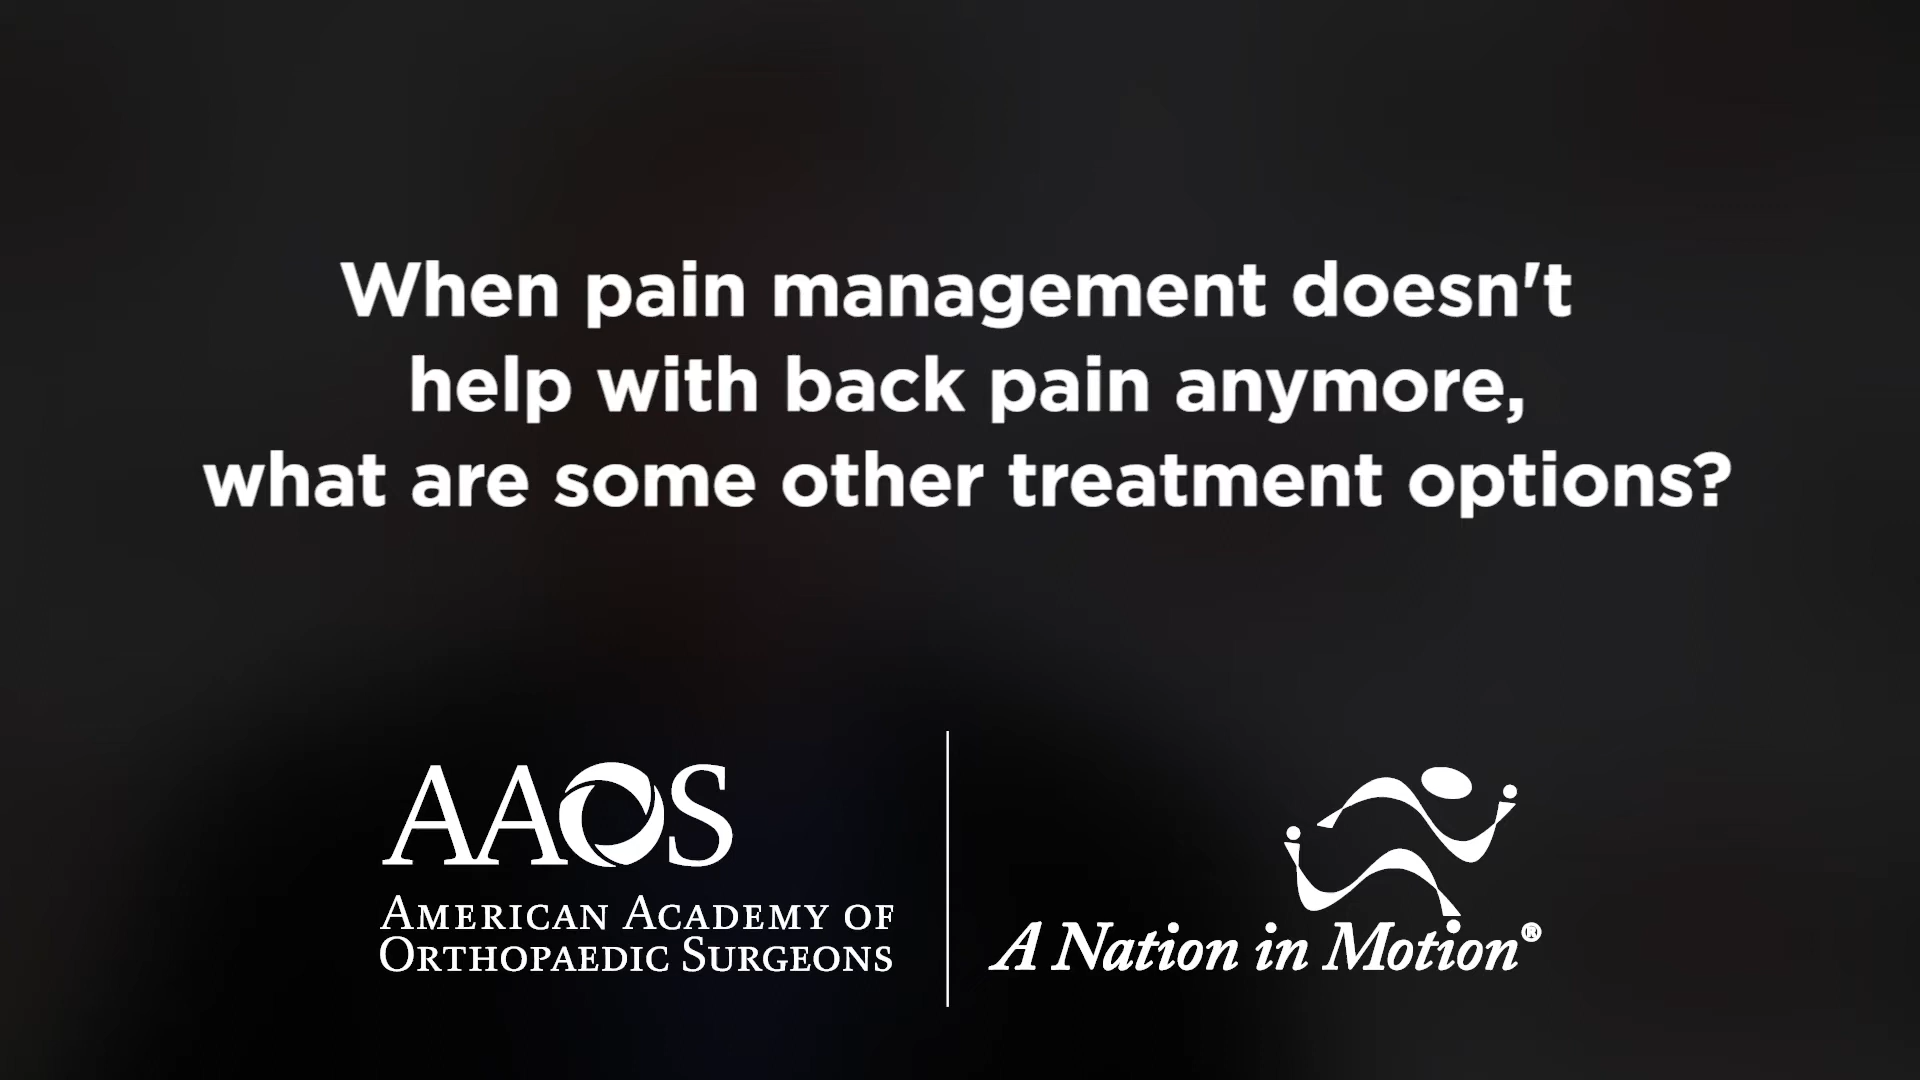 When pain management doesn't
help with back pain anymore,
what are some other treatment options?
AAOS
AMERICAN ACADEMY OF
ORTHOPAEDIC SURGEONS
A Nation in Motion®